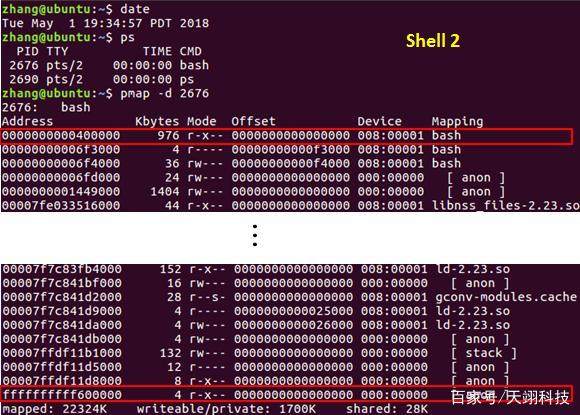 zhang@ubuntu:~$ date
Tue May  1 19:34:57 PDT 2018
zhang@ubuntu:~$ ps
Shell 2
  PID TTY          TIME CMD
 2676 pts/2    00:00:00 bash
 2690 pts/2    00:00:00 ps
zhang@ubuntu:~$ pmap -d 2676
2676:   bash
Address           Kbytes Mode  Offset           Device    Mapping
0000000000400000     976 r-x-- 0000000000000000 008:00001 bash
00000000006f3000       4 r---- 00000000000f3000 008:00001 bash
00000000006f4000      36 rw--- 00000000000f4000 008:00001 bash
00000000006fd000      24 rw--- 0000000000000000 000:00000   [ anon ]
0000000001449000    1404 rw--- 0000000000000000 000:00000   [ anon ]
00007fe033516000      44 r-x-- 0000000000000000 008:00001 libnss_files-2.23.so
00007f7c83fb4000     152 r-x-- 0000000000000000 008:00001 ld-2.23.so
00007f7c841bf000      16 rw--- 0000000000000000 000:00000   [ anon ]
00007f7c841d2000      28 r--s- 0000000000000000 008:00001 gconv-modules.cache
00007f7c841d9000       4 r---- 0000000000025000 008:00001 ld-2.23.so
00007f7c841da000       4 rw--- 0000000000026000 008:00001 ld-2.23.so
00007f7c841db000       4 rw--- 0000000000000000 000:00000   [ anon ]
00007ffdf11b1000     132 rw--- 0000000000000000 000:00000   [ stack ]
00007ffdf11d5000      12 r---- 0000000000000000 000:00000   [ anon ]
00007ffdf11d8000       8 r-x-- 0000000000000000 000:00000   [ anon ]
ffffffffff600000       4 r-x-- 0000000000000000 000:00000
百家号/天翊科技
mapped: 22324K    writeable/private: 1700K    shared: 28K